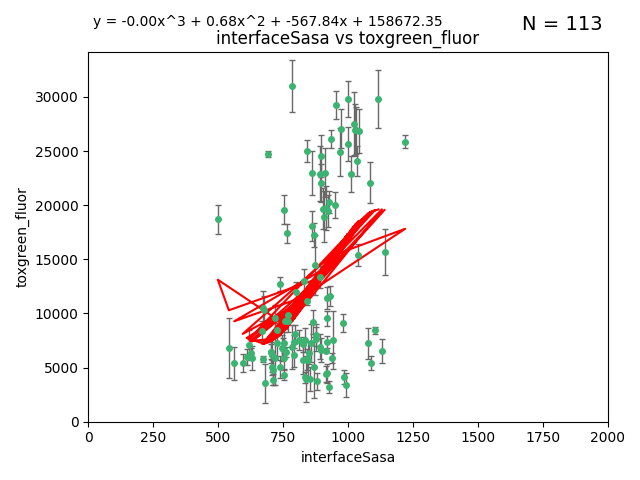 y = -0.00x^3 + 0.68x^2 + -567.84x + 158672.35
N = 113
interfaceSasa vs toxgreen_fluor
30000
25000
20000
15000
10000
5000
0
toxgreen_fluor
0 250 500 750 1000 1250 1500 1750 2000
interfaceSasa